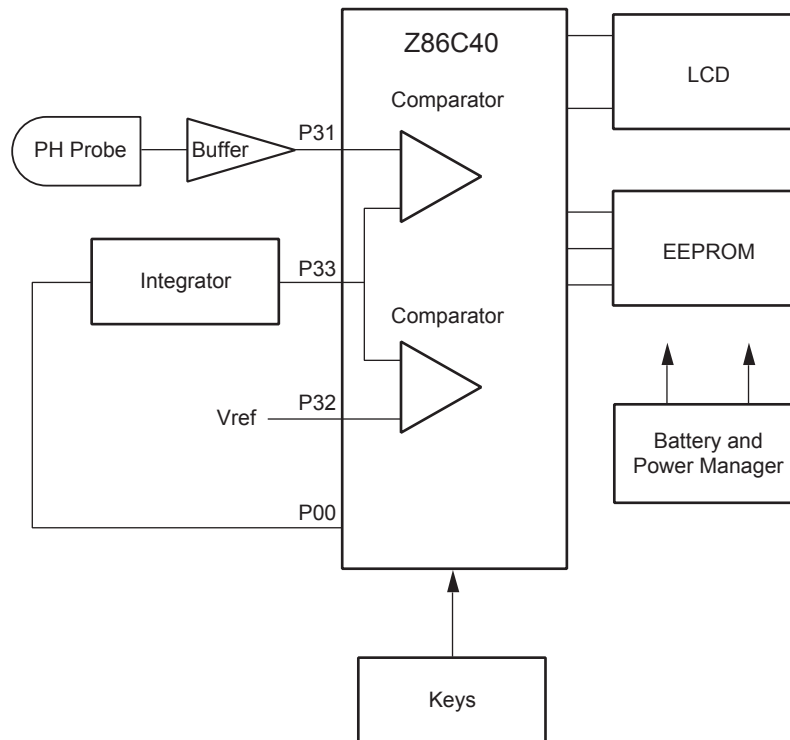 Z86C40
LCD
Comparator
P31
PH Probe
Buffer
EEPROM
P33
Integrator
Comparator
P32
Vref
Battery and
Power Manager
P00
Keys